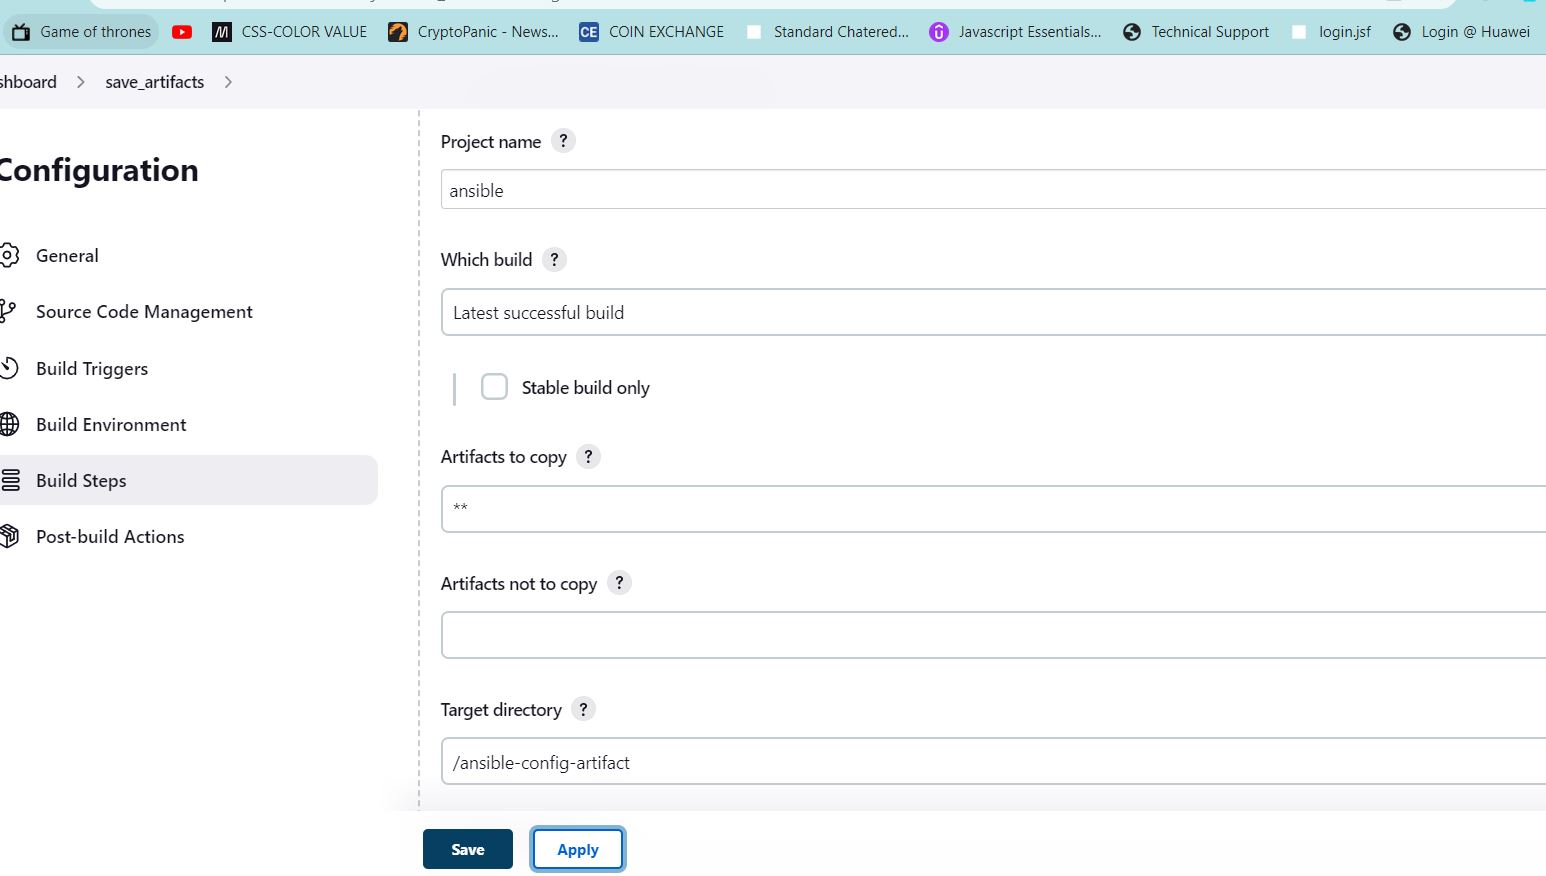 Game of thrones
CSS-COLOR VALUE
CryptoPanic - News...
CE COIN EXCHANGE
Standard Chatered...
Javascript Essentials...
Technical Support
login.jsf
Login @ Huawei
shboard > save_artifacts >
Configuration
General
Source Code Management
Build Triggers
Build Environment
Build Steps
Post-build Actions
Project name ?
ansible
Which build ?
Latest successful build
Stable build only
Artifacts to copy ?
**
Artifacts not to copy ?
Target directory ?
/ansible-config-artifact
Save
Apply